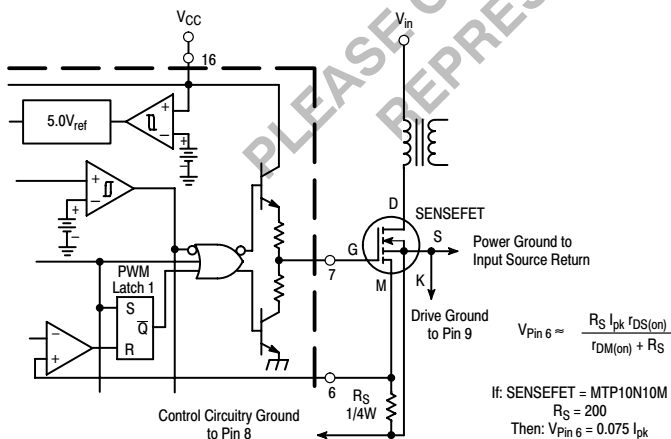 PLEASE C
REPRES
VCC
Vin
16
5.0Vref
+
−
+
−
+
+
−
+
D
SENSEFET
S
Power Ground to
Input Source Return
G
7
M
K
Drive Ground
to Pin 9
PWM
Latch 1
S
Q̅
R
−
+
VPin 6 ≈ RS Ipk rDS(on)
rDM(on) + RS
6
RS
1/4W
If: SENSEFET = MTP10N10M
RS = 200
Then: VPin 6 = 0.075 Ipk
Control Circuitry Ground
to Pin 8